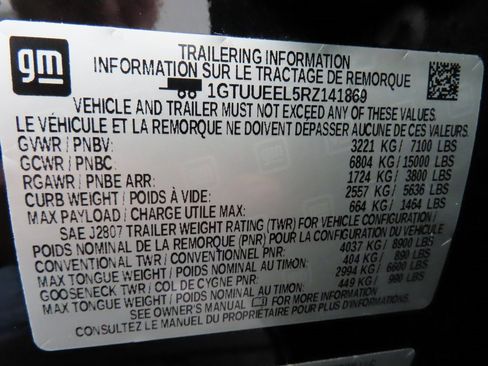 gm
TRAILERING INFORMATION
INFORMATION SUR LE TRACTAGE DE REMORQUE
1GTUUEEL5RZ141869
VEHICLE AND TRAILER MUST NOT EXCEED ANY OF THESE VALUES.
LE VÉHICULE ET LA REMORQUE NE DOIVENT DÉPASSER AUCUNE DE CES VALEURS.
GVWR / PNBV: 3221 KG / 7100 LBS
GCWR / PNBC: 6804 KG / 15000 LBS
RGAWR / PNBE ARR: 1724 KG / 3800 LBS
CURB WEIGHT / POIDS À VIDE: 2557 KG / 5636 LBS
MAX PAYLOAD / CHARGE UTILE MAX: 664 KG / 1464 LBS
SAE J2807 TRAILER WEIGHT RATING (TWR) FOR VEHICLE CONFIGURATION /
POIDS NOMINAL DE LA REMORQUE (PNR) POUR LA CONFIGURATION DU VÉHICULE
CONVENTIONAL TWR / CONVENTIONNEL PNR: 4037 KG / 8900 LBS
MAX TONGUE WEIGHT / POIDS NOMINAL AU TIMON: 404 KG / 890 LBS
GOOSENECK TWR / COL DE CYGNE PNR: 2994 KG / 6600 LBS
MAX TONGUE WEIGHT / POIDS NOMINAL AU TIMON: 449 KG / 990 LBS
SEE OWNER'S MANUAL FOR MORE INFORMATION.
CONSULTEZ LE MANUEL DU PROPRIÉTAIRE POUR PLUS D'INFORMATION.